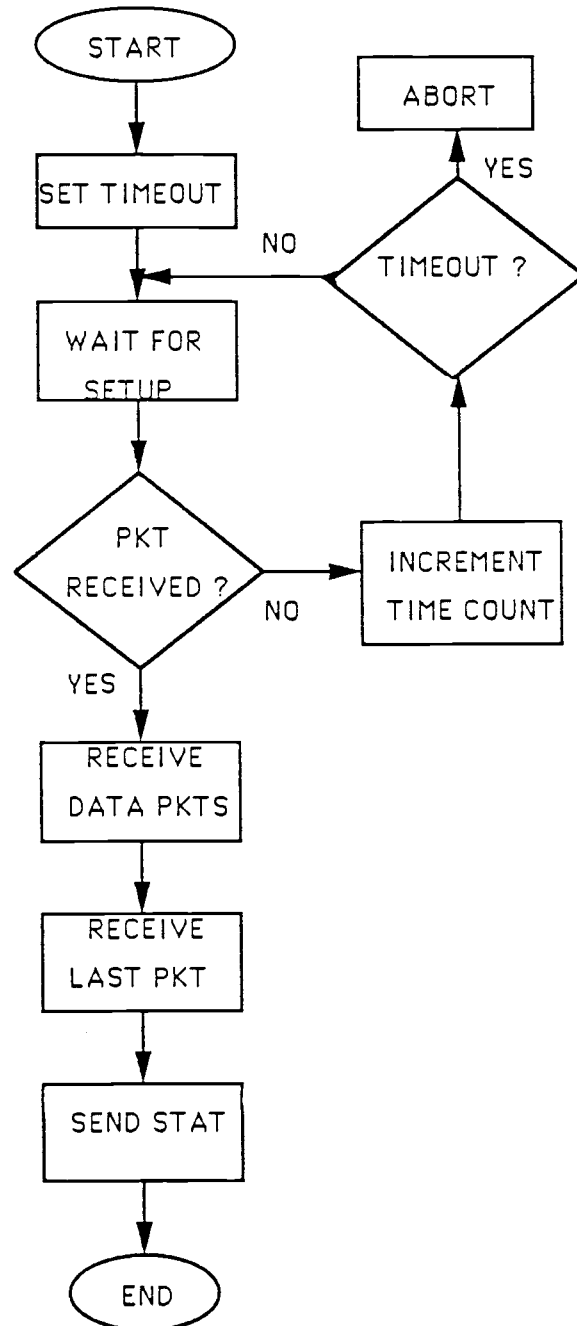 START
ABORT
YES
SET TIMEOUT
NO
TIMEOUT ?
WAIT FOR
SETUP
PKT
RECEIVED ?
NO
INCREMENT
TIME COUNT
YES
RECEIVE
DATA PKTS
RECEIVE
LAST PKT
SEND STAT
END